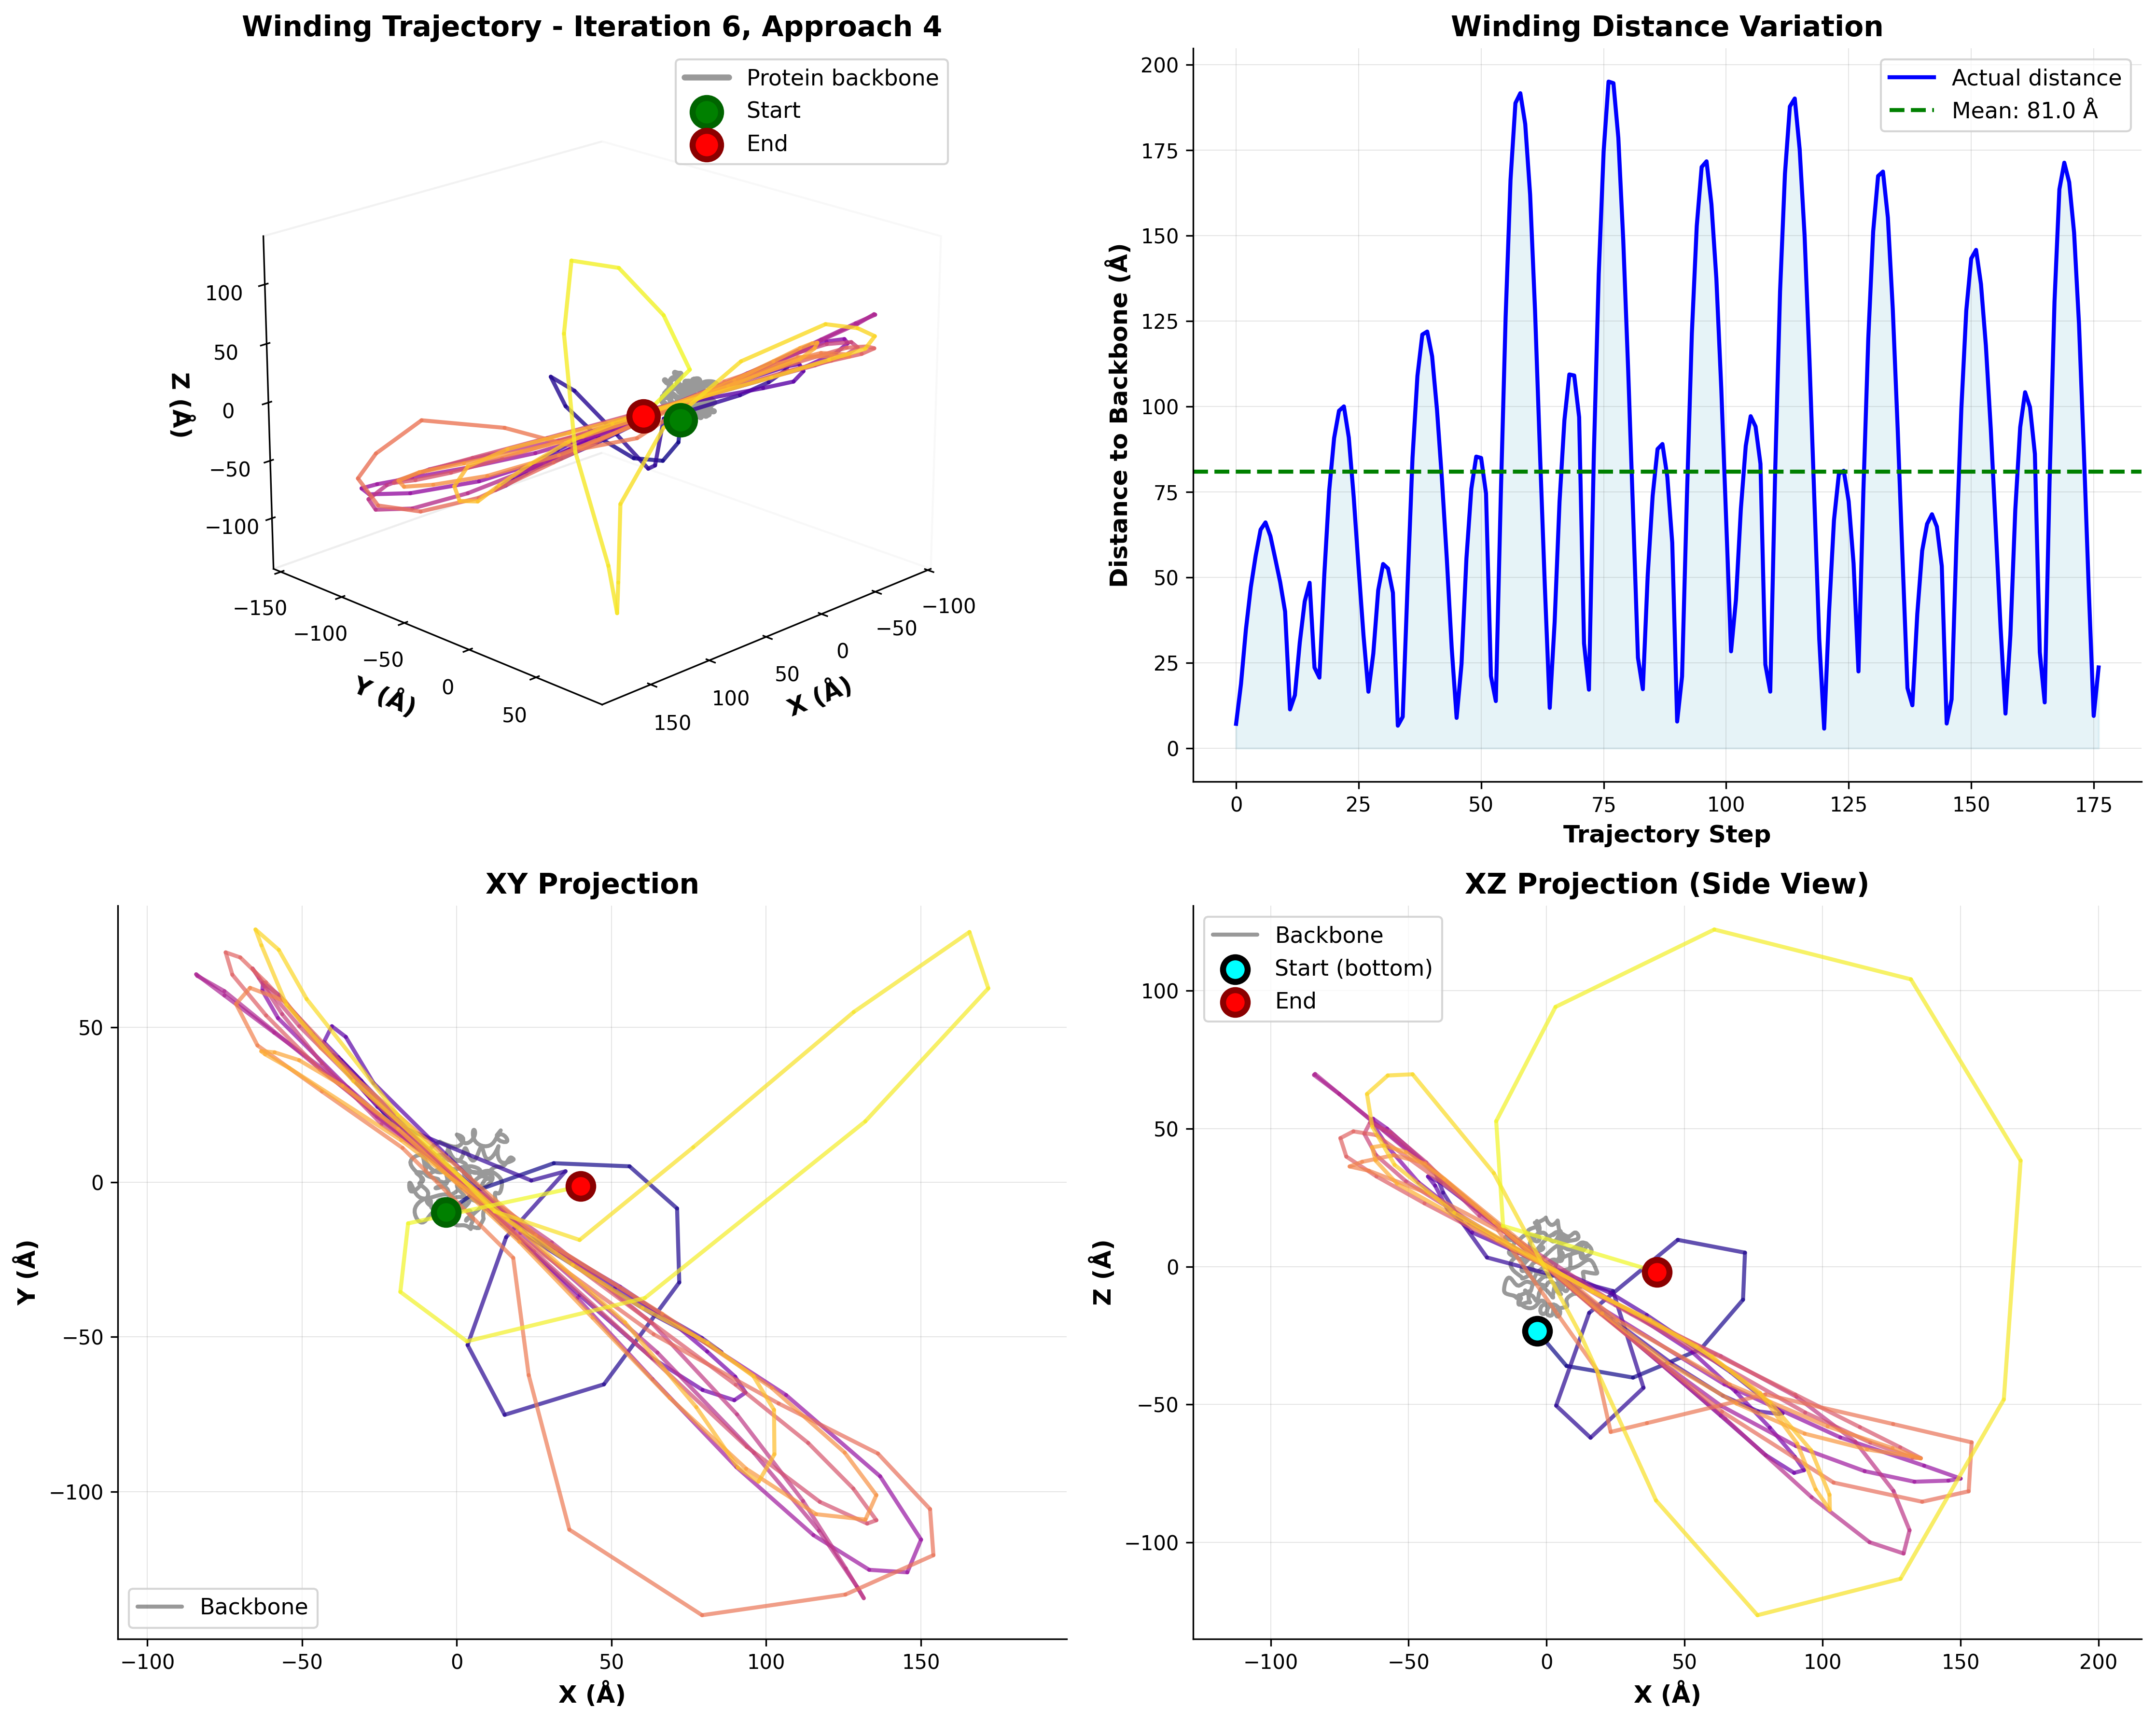 Winding Trajectory - Iteration 6, Approach 4
Protein backbone
Start
End
100
50
0
−50
−100
Z (Å)
−150
−100
−50
0
50
Y (Å)
150
100
50
0
−50
−100
X (Å)
Winding Distance Variation
Actual distance
Mean: 81.0 Å
200
175
150
125
100
75
50
25
0
Distance to Backbone (Å)
0
25
50
75
100
125
150
175
Trajectory Step
XY Projection
50
0
−50
−100
Y (Å)
Backbone
−100
−50
0
50
100
150
X (Å)
XZ Projection (Side View)
Backbone
Start (bottom)
End
100
50
0
−50
−100
Z (Å)
−100
−50
0
50
100
150
200
X (Å)